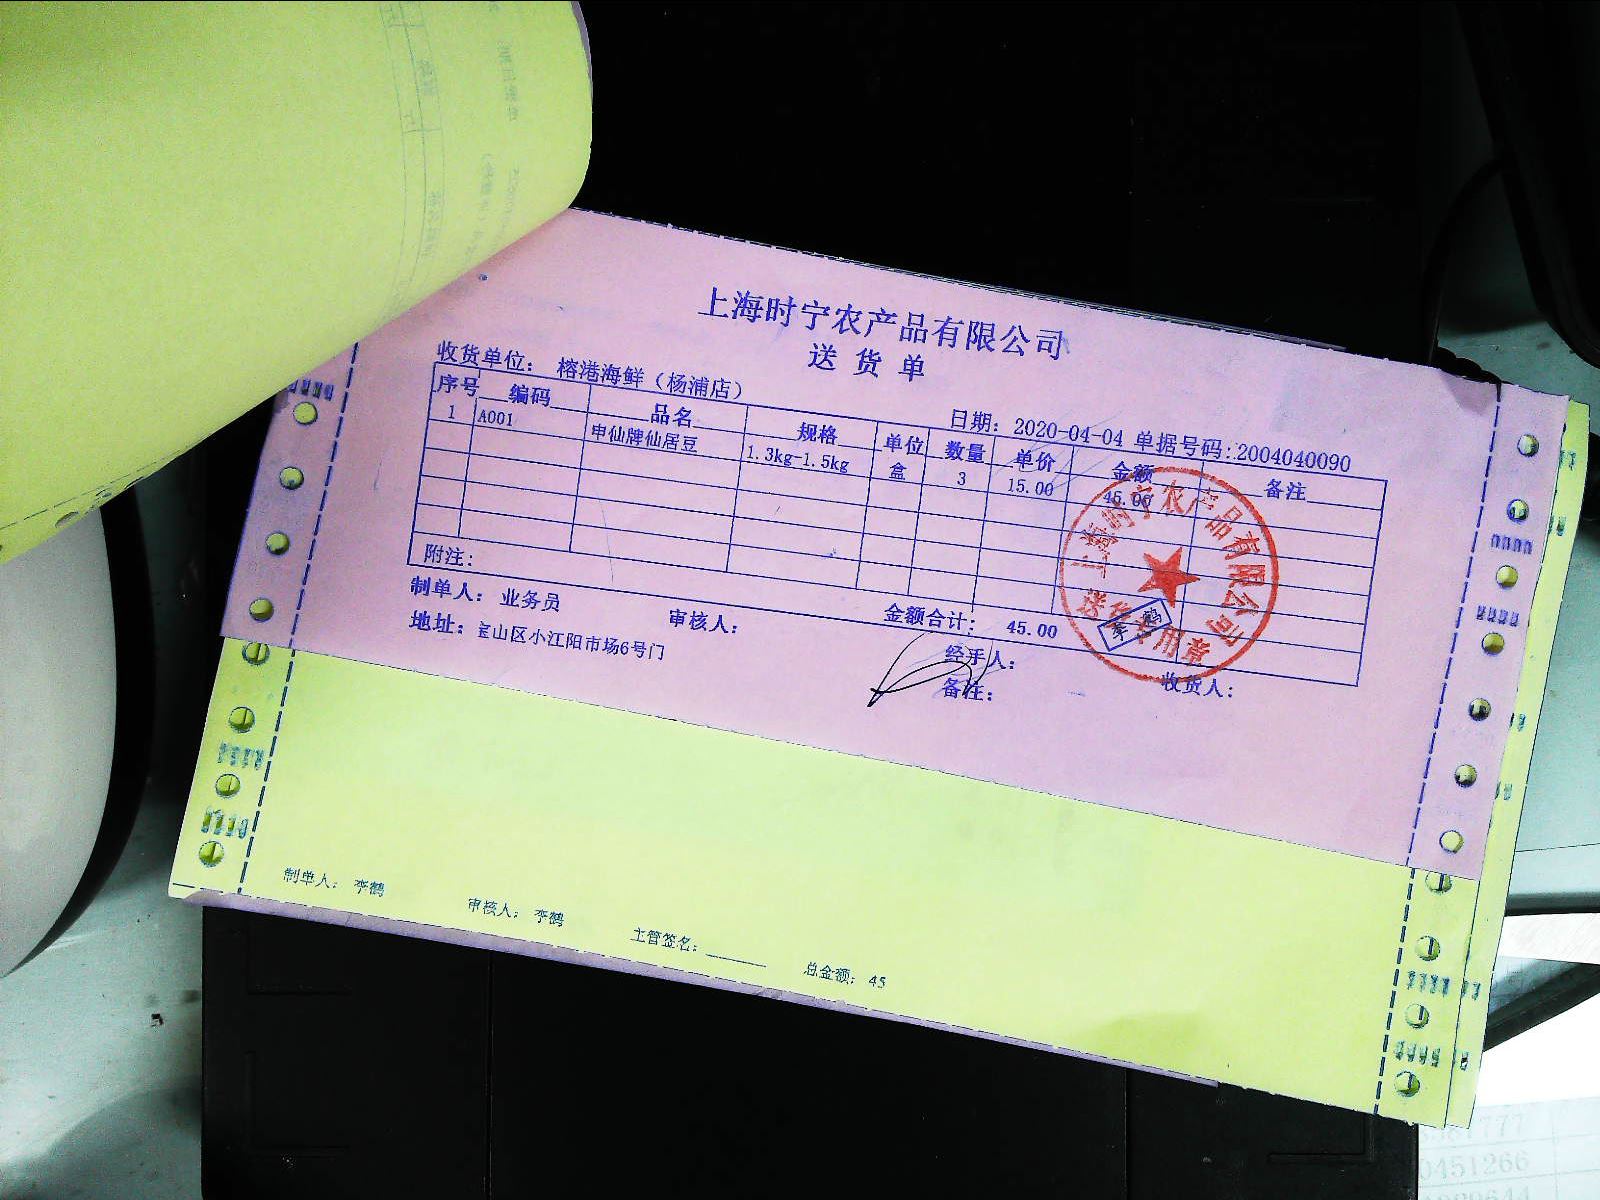 上海时宁农产品有限公司
送 货 单
收货单位： 榕港海鲜（杨浦店） 日期：2020-04-04 单据号码:2004040090
序号 编码 品名 规格 单位 数量 单价 金额 备注
1 A001 申仙牌仙居豆 1.3kg-1.5kg 盒 3 15.00 45.00
附注：
金额合计： 45.00
制单人： 业务员 审核人： 经手人： 收货人：
地址：宝山区小江阳市场6号门 备注：
上海时宁农产品有限公司
送货专用章
李鹤
制单人： 李鹤 审核人： 李鹤 主管签名：______ 总金额： 45
0451266